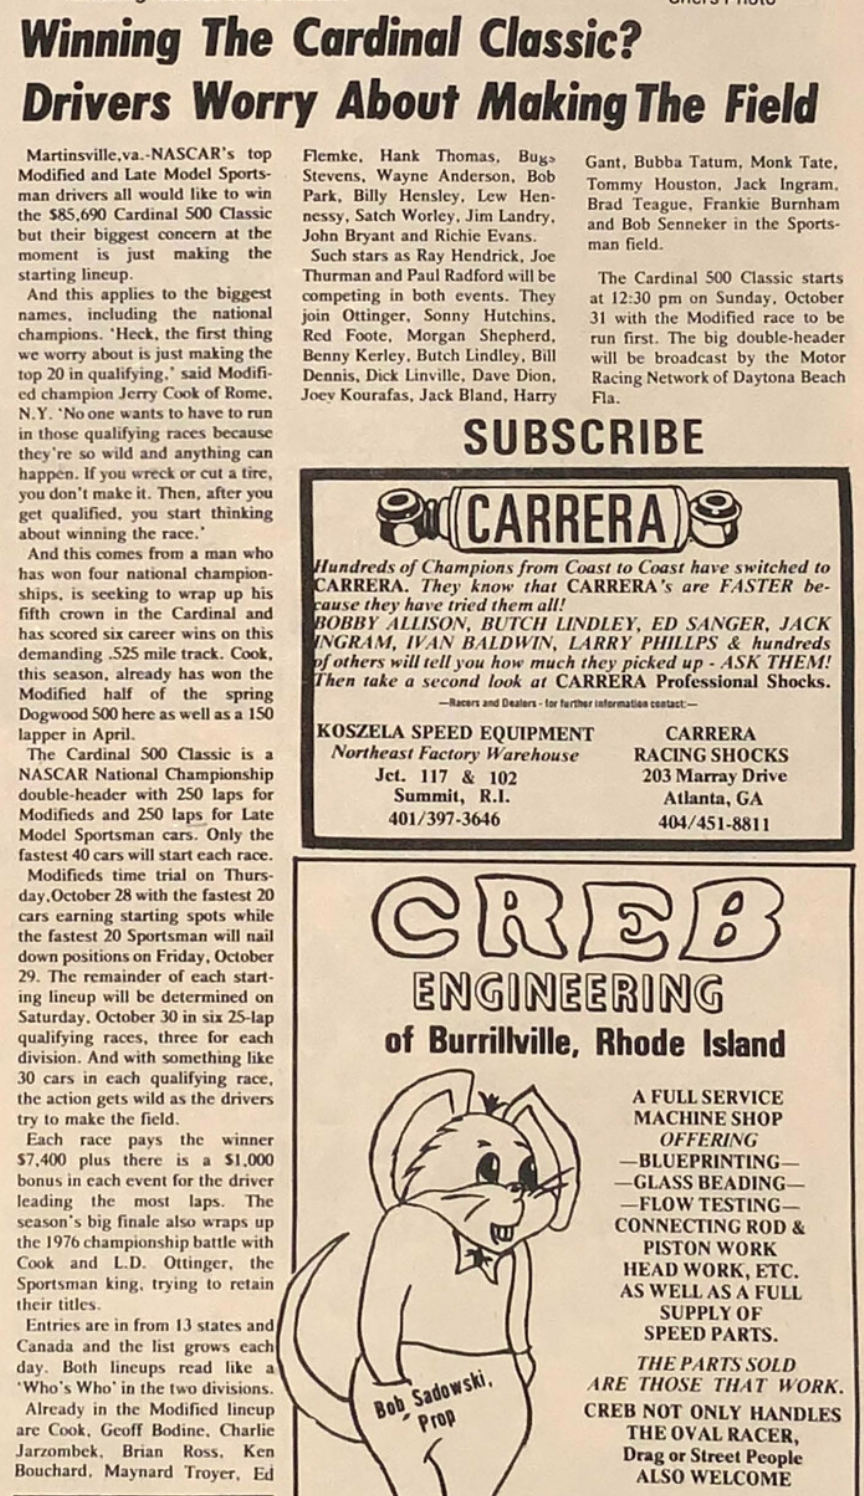 Winning The Cardinal Classic?
Drivers Worry About Making The Field
Martinsville,va.-NASCAR's top
Modified and Late Model Sports-
man drivers all would like to win
the $85,690 Cardinal 500 Classic
but their biggest concern at the
moment is just making the
starting lineup.
And this applies to the biggest
names, including the national
champions. 'Heck, the first thing
we worry about is just making the
top 20 in qualifying,' said Modifi-
ed champion Jerry Cook of Rome,
N.Y. 'No one wants to have to run
in those qualifying races because
they're so wild and anything can
happen. If you wreck or cut a tire,
you don't make it. Then, after you
get qualified, you start thinking
about winning the race.'
And this comes from a man who
has won four national champion-
ships, is seeking to wrap up his
fifth crown in the Cardinal and
has scored six career wins on this
demanding .525 mile track. Cook,
this season, already has won the
Modified half of the spring
Dogwood 500 here as well as a 150
lapper in April.
The Cardinal 500 Classic is a
NASCAR National Championship
double-header with 250 laps for
Modifieds and 250 laps for Late
Model Sportsman cars. Only the
fastest 40 cars will start each race.
Modifieds time trial on Thurs-
day,October 28 with the fastest 20
cars earning starting spots while
the fastest 20 Sportsman will nail
down positions on Friday, October
29. The remainder of each start-
ing lineup will be determined on
Saturday, October 30 in six 25-lap
qualifying races, three for each
division. And with something like
30 cars in each qualifying race,
the action gets wild as the drivers
try to make the field.
Each race pays the winner
$7,400 plus there is a $1,000
bonus in each event for the driver
leading the most laps. The
season's big finale also wraps up
the 1976 championship battle with
Cook and L.D. Ottinger, the
Sportsman king, trying to retain
their titles.
Entries are in from 13 states and
Canada and the list grows each
day. Both lineups read like a
'Who's Who' in the two divisions.
Already in the Modified lineup
are Cook, Geoff Bodine, Charlie
Jarzombek, Brian Ross, Ken
Bouchard, Maynard Troyer, Ed
Flemke, Hank Thomas, Bugs
Stevens, Wayne Anderson, Bob
Park, Billy Hensley, Lew Hen-
nessy, Satch Worley, Jim Landry,
John Bryant and Richie Evans.
Such stars as Ray Hendrick, Joe
Thurman and Paul Radford will be
competing in both events. They
join Ottinger, Sonny Hutchins,
Red Foote, Morgan Shepherd,
Benny Kerley, Butch Lindley, Bill
Dennis, Dick Linville, Dave Dion,
Joey Kourafas, Jack Bland, Harry
Gant, Bubba Tatum, Monk Tate,
Tommy Houston, Jack Ingram,
Brad Teague, Frankie Burnham
and Bob Senneker in the Sports-
man field.
The Cardinal 500 Classic starts
at 12:30 pm on Sunday, October
31 with the Modified race to be
run first. The big double-header
will be broadcast by the Motor
Racing Network of Daytona Beach
Fla.
SUBSCRIBE
CARRERA
Hundreds of Champions from Coast to Coast have switched to
CARRERA. They know that CARRERA's are FASTER be-
cause they have tried them all!
BOBBY ALLISON, BUTCH LINDLEY, ED SANGER, JACK
INGRAM, IVAN BALDWIN, LARRY PHILLPS & hundreds
of others will tell you how much they picked up - ASK THEM!
Then take a second look at CARRERA Professional Shocks.
—Racers and Dealers - for further information contact:—
KOSZELA SPEED EQUIPMENT
Northeast Factory Warehouse
Jct. 117 & 102
Summit, R.I.
401/397-3646
CARRERA
RACING SHOCKS
203 Marray Drive
Atlanta, GA
404/451-8811
CREB
ENGINEERING
of Burrillville, Rhode Island
A FULL SERVICE
MACHINE SHOP
OFFERING
—BLUEPRINTING—
—GLASS BEADING—
—FLOW TESTING—
CONNECTING ROD &
PISTON WORK
HEAD WORK, ETC.
AS WELL AS A FULL
SUPPLY OF
SPEED PARTS.
THE PARTS SOLD
ARE THOSE THAT WORK.
CREB NOT ONLY HANDLES
THE OVAL RACER,
Drag or Street People
ALSO WELCOME
Bob Sadowski,
Prop